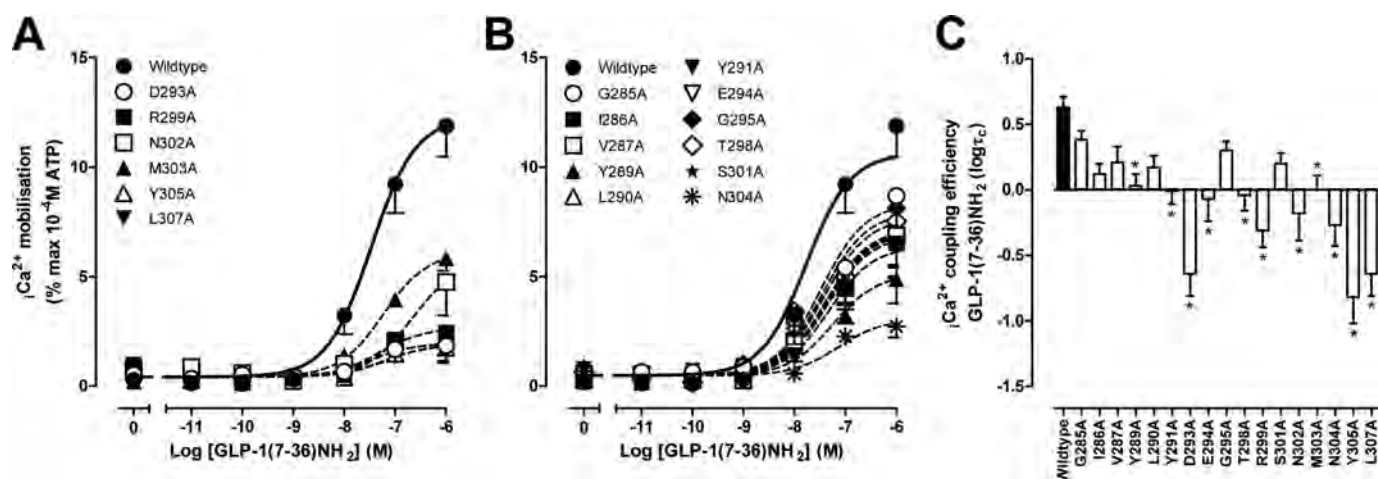 A
15
10
5
0
iCa2+ mobilisation
(% max 10-4M ATP)
Wildtype
D293A
R299A
N302A
M303A
Y305A
L307A
0 -11 -10 -9 -8 -7 -6
Log [GLP-1(7-36)NH2] (M)
B
15
10
5
0
Wildtype
G285A
I286A
V287A
Y289A
L290A
Y291A
E294A
G295A
T298A
S301A
N304A
0 -11 -10 -9 -8 -7 -6
Log [GLP-1(7-36)NH2] (M)
C
1.0
0.5
0.0
-0.5
-1.0
-1.5
iCa2+ coupling efficiency
GLP-1(7-36)NH2 (logτc)
* * * * * * * * * * *
Wildtype
G285A
I286A
V287A
Y289A
L290A
Y291A
D293A
E294A
G295A
T298A
R299A
S301A
N302A
M303A
N304A
Y305A
L307A